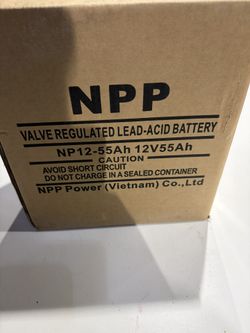 NPP
VALVE REGULATED LEAD-ACID BATTERY
NP12-55Ah 12V55Ah
CAUTION
AVOID SHORT CIRCUIT
DO NOT CHARGE IN A SEALED CONTAINER
NPP Power (Vietnam) Co.,Ltd